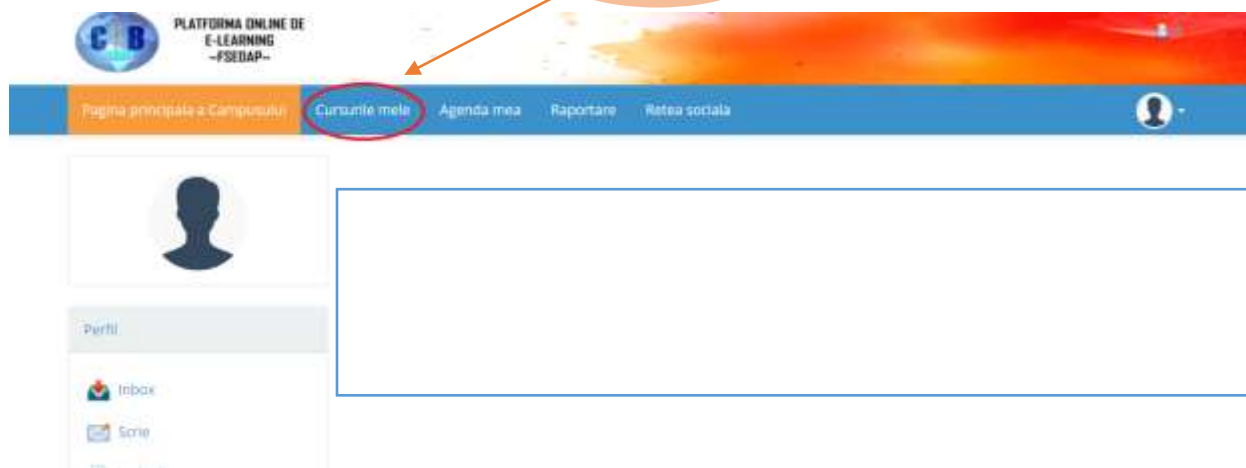 C B
PLATFORMA ONLINE DE
E-LEARNING
~FSEDAP~
Pagina principala a Campusului
Cursurile mele
Agenda mea
Raportare
Retea sociala
Perfil
Inbox
Scrie